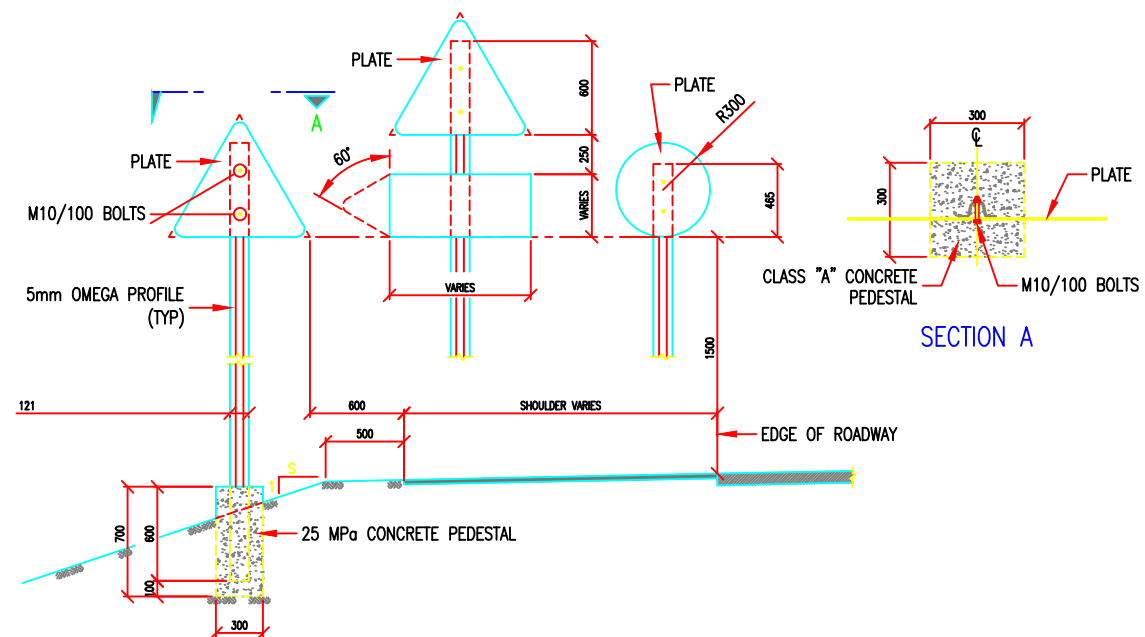 PLATE
600
PLATE
R300
300
℄
A
60°
250
PLATE
VARIES
465
300
PLATE
M10/100 BOLTS
CLASS "A" CONCRETE
PEDESTAL
M10/100 BOLTS
5mm OMEGA PROFILE
(TYP)
VARIES
SECTION A
1500
121
600
SHOULDER VARIES
500
EDGE OF ROADWAY
S
1
700
600
25 MPa CONCRETE PEDESTAL
100
300